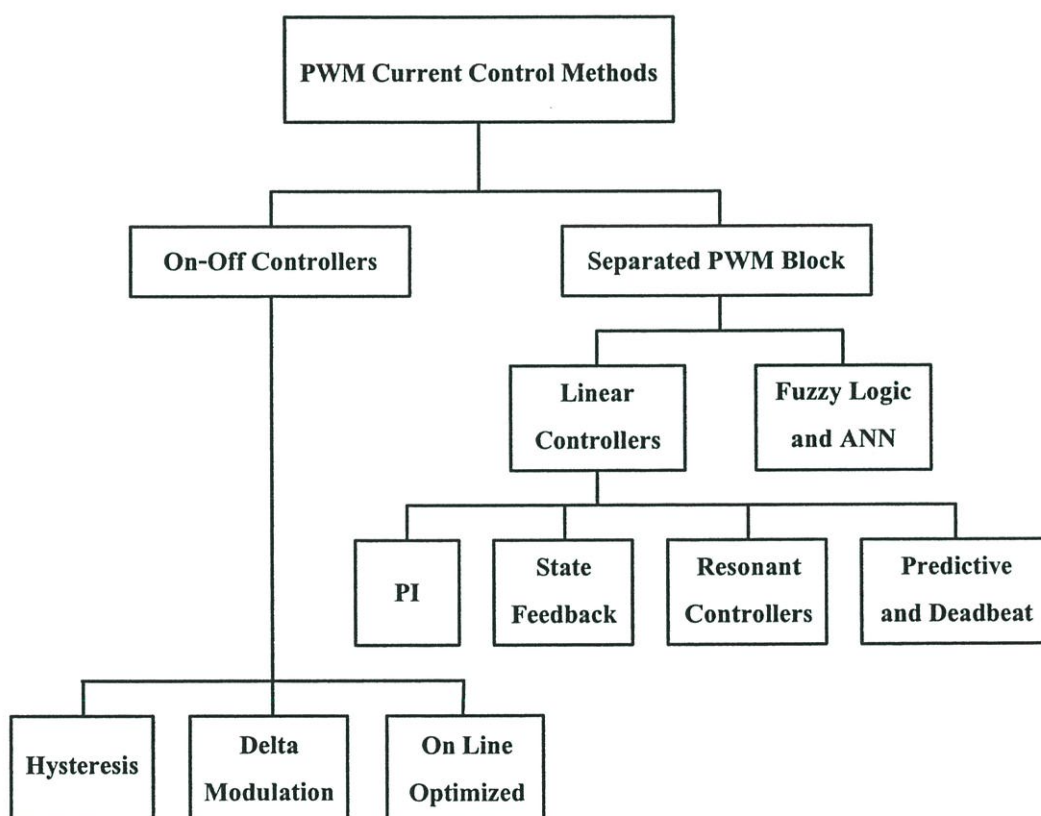 PWM Current Control Methods
On-Off Controllers
Separated PWM Block
Linear
Controllers
Fuzzy Logic
and ANN
PI
State
Feedback
Resonant
Controllers
Predictive
and Deadbeat
Hysteresis
Delta
Modulation
On Line
Optimized